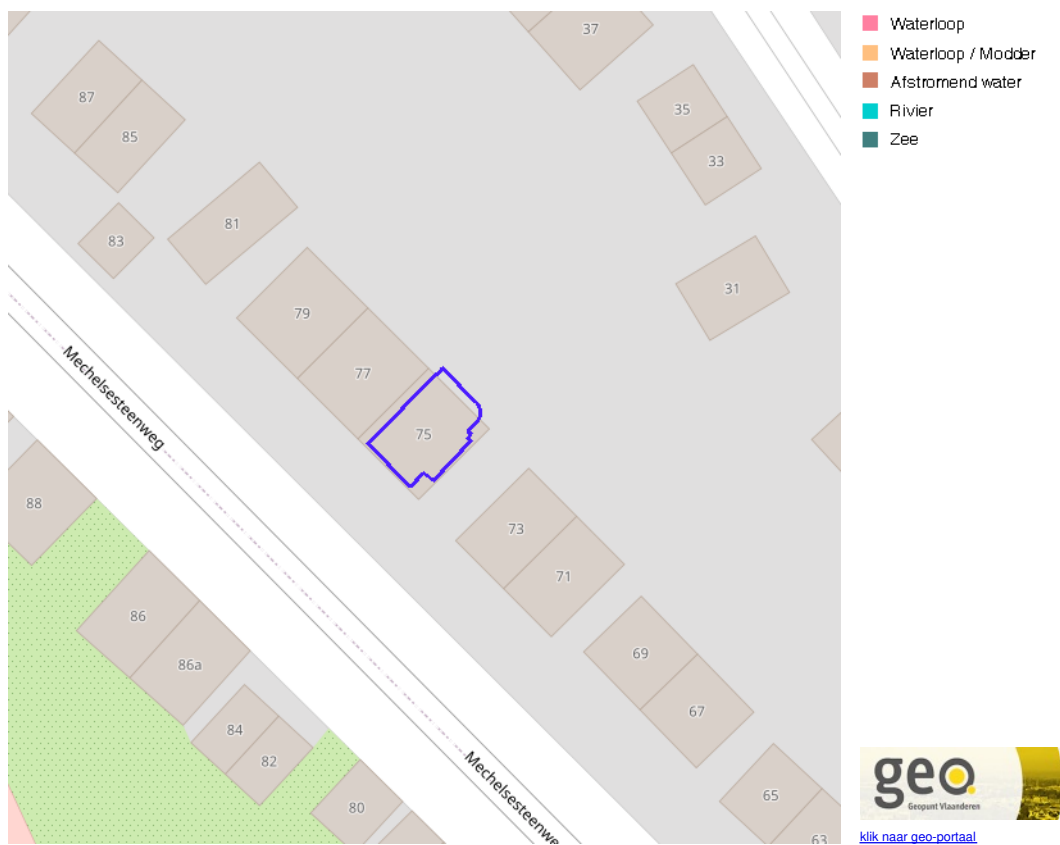 37
87
35
85
33
81
83
31
79
77
75
Mechelsesteenweg
88
73
71
86
69
86a
67
84
82
Mechelsesteenwe
65
80
63
Waterloop
Waterloop / Modder
Afstromend water
Rivier
Zee
geo.
Geopunt Vlaanderen
klik naar geo-portaal